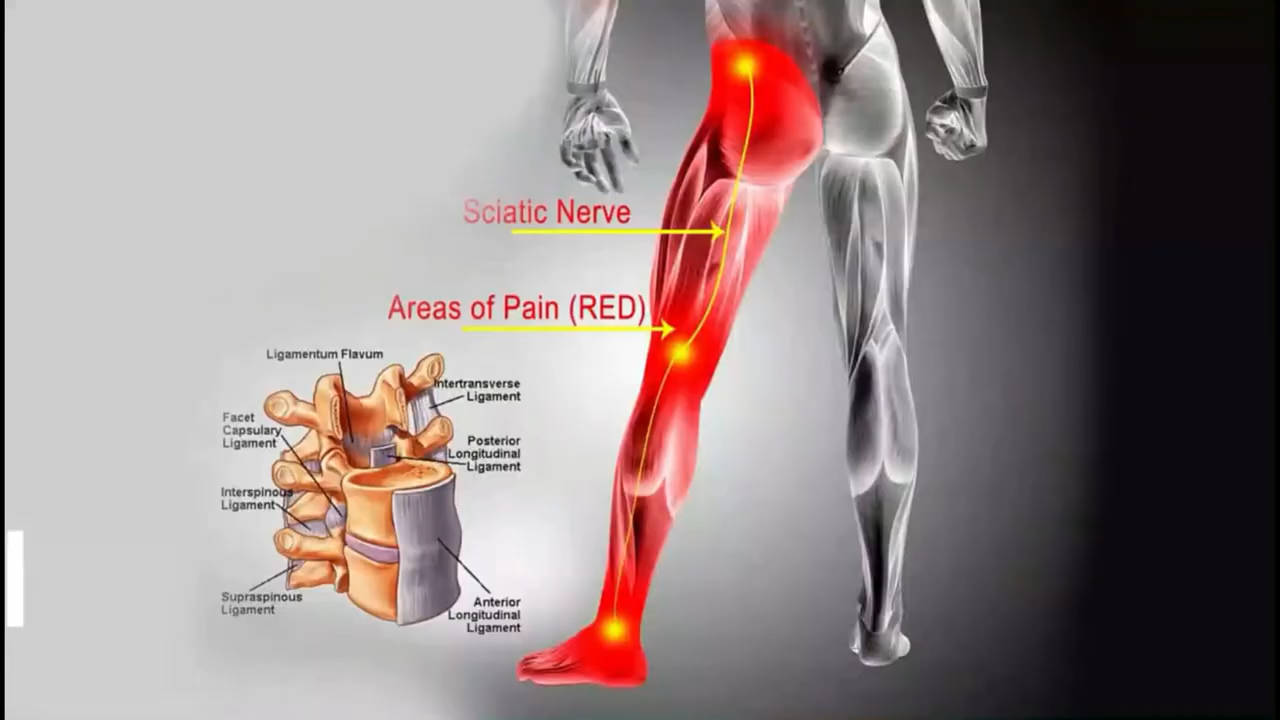 Sciatic Nerve
Areas of Pain (RED)
Ligamentum Flavum
Intertransverse
Ligament
Facet
Capsulary
Ligament
Posterior
Longitudinal
Ligament
Interspinous
Ligament
Supraspinous
Ligament
Anterior
Longitudinal
Ligament